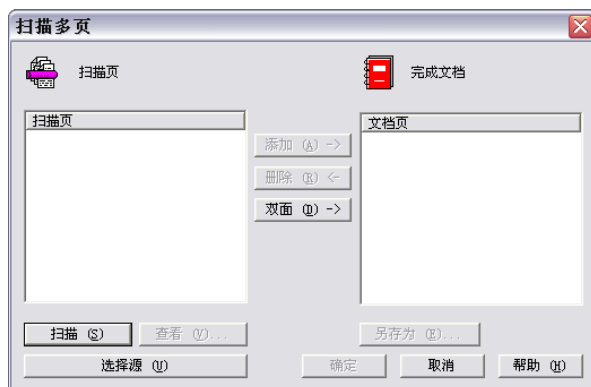 扫描多页
扫描页
完成文档
扫描页
文档页
添加 (A) ->
删除 (R) <-
双面 (D) ->
扫描 (S)
查看 (V)...
另存为 (E)...
选择源 (U)
确定
取消
帮助 (H)